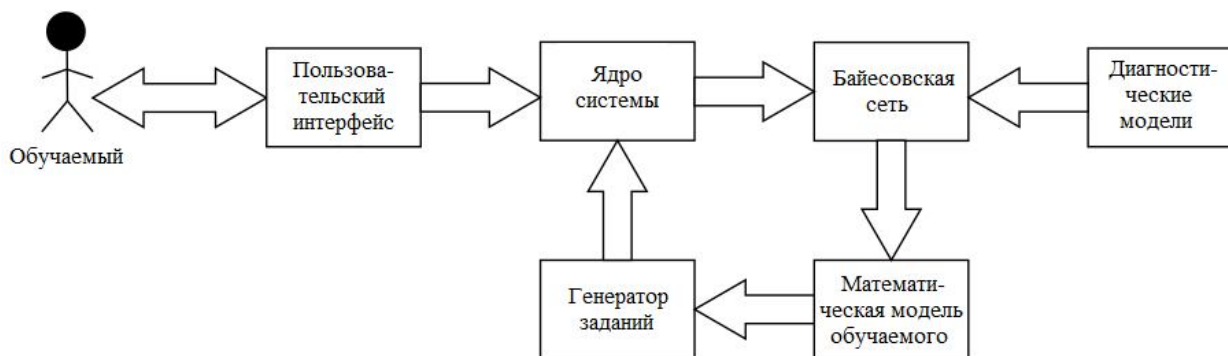 Обучаемый
Пользова-
тельский
интерфейс
Ядро
системы
Байесовская
сеть
Диагности-
ческие
модели
Генератор
заданий
Математи-
ческая модель
обучаемого